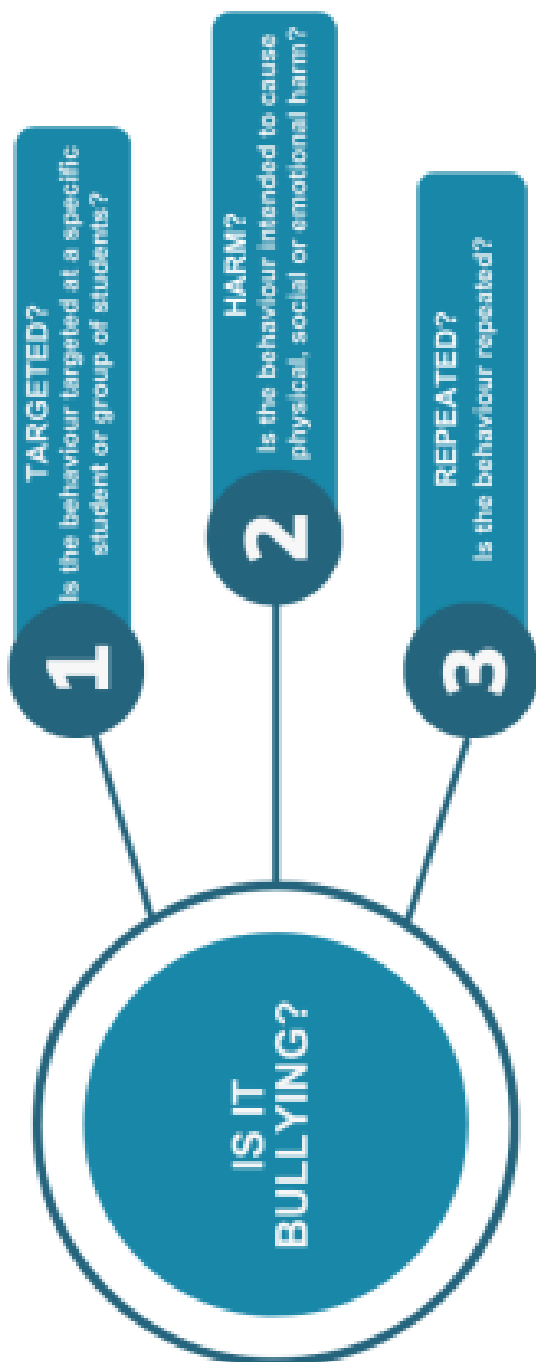 IS IT
BULLYING?
1
TARGETED?
Is the behaviour targeted at a specific
student or group of students?
2
HARM?
Is the behaviour intended to cause
physical, social or emotional harm?
3
REPEATED?
Is the behaviour repeated?